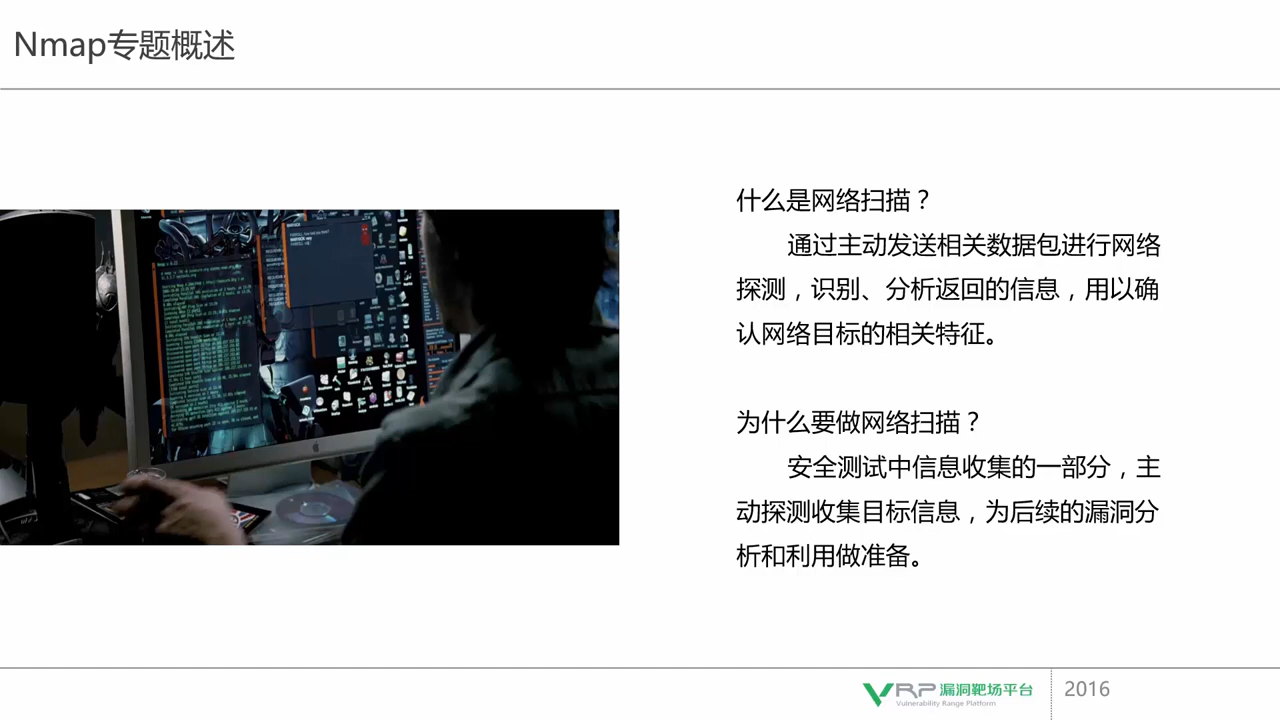 Nmap专题概述
什么是网络扫描？
通过主动发送相关数据包进行网络
探测，识别、分析返回的信息，用以确
认网络目标的相关特征。
为什么要做网络扫描？
安全测试中信息收集的一部分，主
动探测收集目标信息，为后续的漏洞分
析和利用做准备。
VRP 漏洞靶场平台
Vulnerability Range Platform
2016